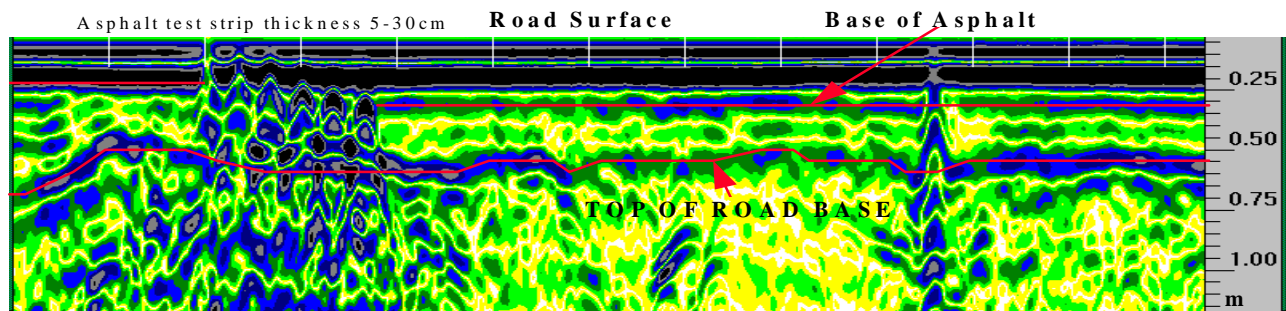 Asphalt test strip thickness 5-30cm Road Surface Base of Asphalt
0.25
0.50
TOP OF ROAD BASE 0.75
1.00
m